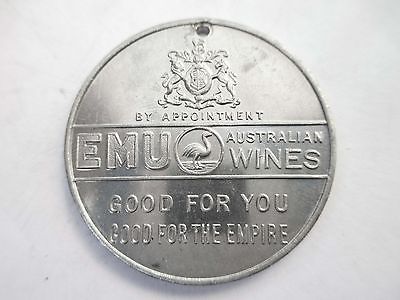 BY APPOINTMENT
EMU AUSTRALIAN WINES
GOOD FOR YOU
GOOD FOR THE EMPIRE